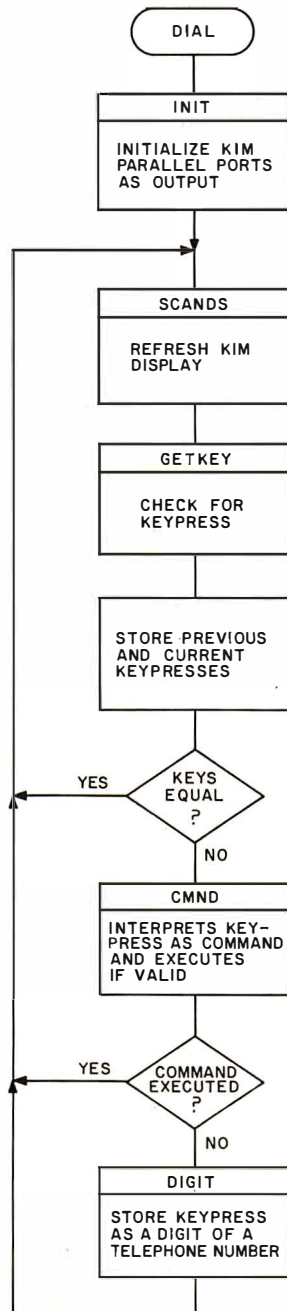 DIAL
INIT
INITIALIZE KIM
PARALLEL PORTS
AS OUTPUT
SCANDS
REFRESH KIM
DISPLAY
GETKEY
CHECK FOR
KEYPRESS
STORE PREVIOUS
AND CURRENT
KEYPRESSES
YES
KEYS
EQUAL
?
NO
CMND
INTERPRETS KEY-
PRESS AS COMMAND
AND EXECUTES
IF VALID
YES
COMMAND
EXECUTED
?
NO
DIGIT
STORE KEYPRESS
AS A DIGIT OF A
TELEPHONE NUMBER